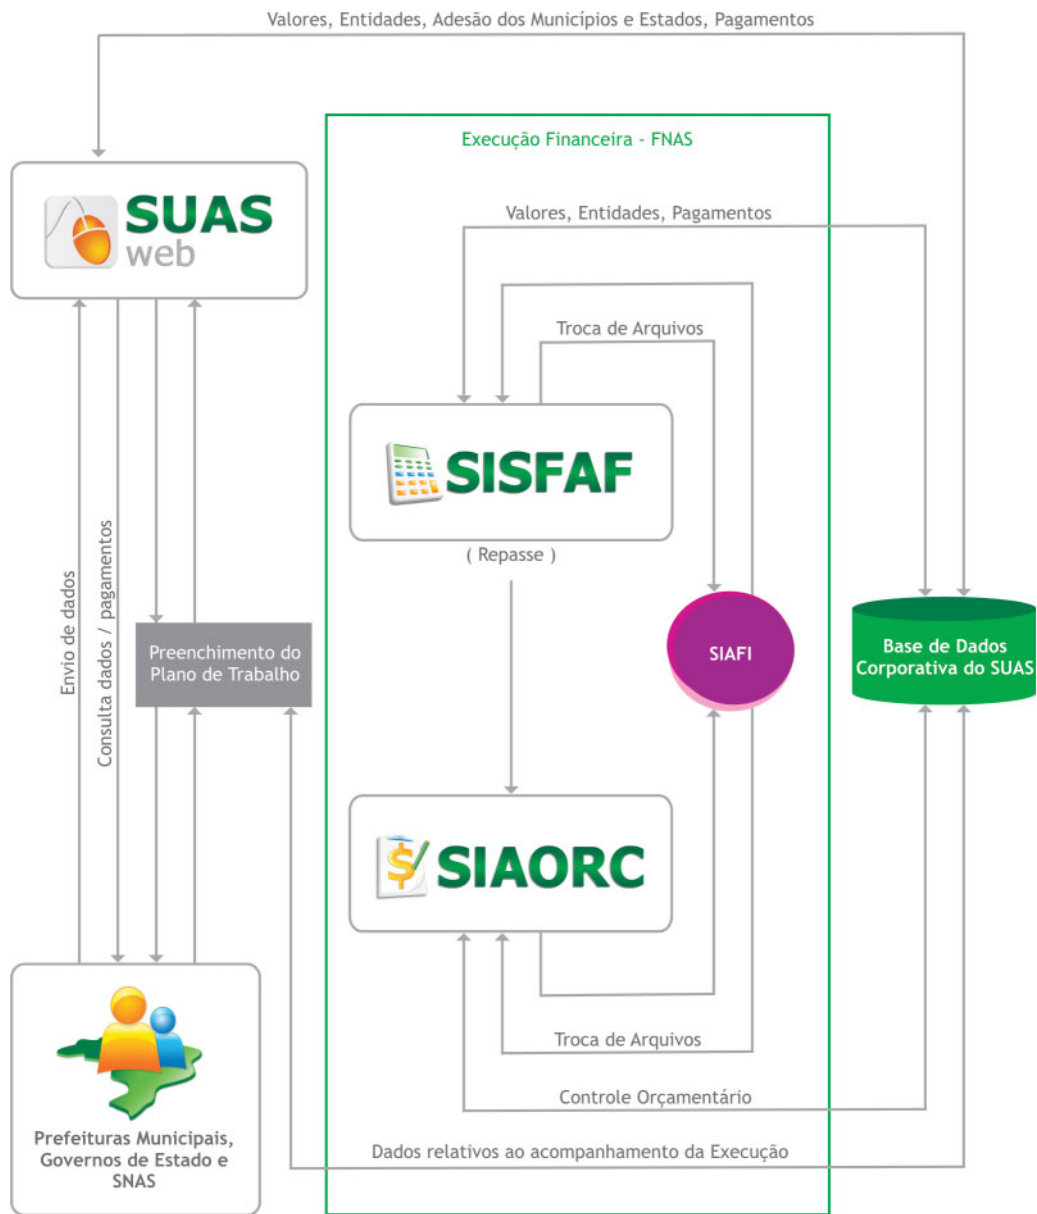 Valores, Entidades, Adesão dos Municípios e Estados, Pagamentos
Execução Financeira - FNAS
SUAS
web
Valores, Entidades, Pagamentos
Troca de Arquivos
SISFAF
( Repasse )
Envio de dados
Consulta dados / pagamentos
Preenchimento do
Plano de Trabalho
SIAFI
Base de Dados
Corporativa do SUAS
SIAORC
Troca de Arquivos
Controle Orçamentário
Prefeituras Municipais,
Governos de Estado e
SNAS
Dados relativos ao acompanhamento da Execução